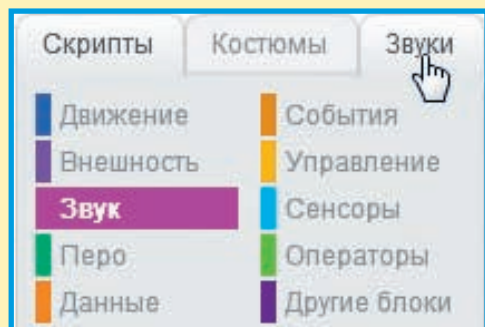 Скрипты Костюмы Звуки
Движение События
Внешность Управление
Звук Сенсоры
Перо Операторы
Данные Другие блоки